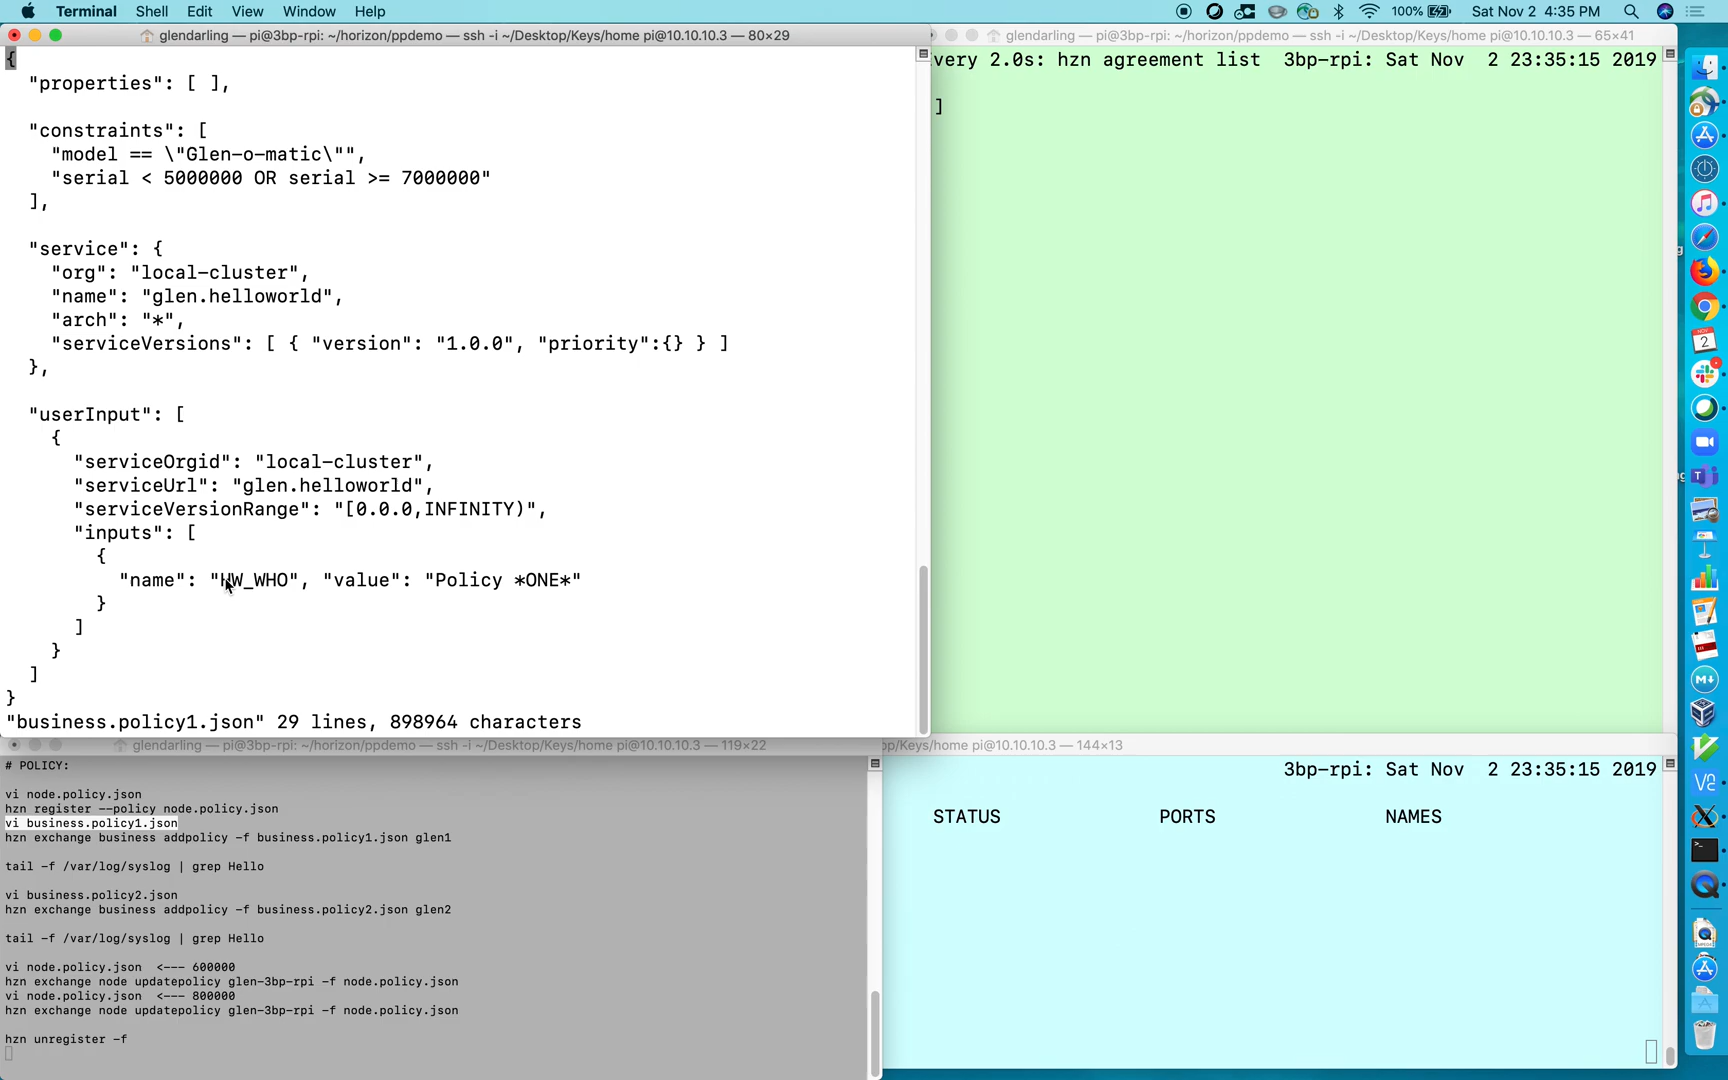 Terminal Shell Edit View Window Help 100% Sat Nov 2 4:35 PM
glendarling — pi@3bp-rpi: ~/horizon/ppdemo — ssh -i ~/Desktop/Keys/home pi@10.10.10.3 — 80×29
{
"properties": [ ],
"constraints": [
"model == \"Glen-o-matic\"",
"serial < 5000000 OR serial >= 7000000"
],
"service": {
"org": "local-cluster",
"name": "glen.helloworld",
"arch": "*",
"serviceVersions": [ { "version": "1.0.0", "priority":{} } ]
},
"userInput": [
{
"serviceOrgid": "local-cluster",
"serviceUrl": "glen.helloworld",
"serviceVersionRange": "[0.0.0,INFINITY)",
"inputs": [
{
"name": "HW_WHO", "value": "Policy *ONE*"
}
]
}
]
}
"business.policy1.json" 29 lines, 898964 characters
glendarling — pi@3bp-rpi: ~/horizon/ppdemo — ssh -i ~/Desktop/Keys/home pi@10.10.10.3 — 65×41
very 2.0s: hzn agreement list 3bp-rpi: Sat Nov 2 23:35:15 2019
]
glendarling — pi@3bp-rpi: ~/horizon/ppdemo — ssh -i ~/Desktop/Keys/home pi@10.10.10.3 — 119×22
# POLICY:
vi node.policy.json
hzn register --policy node.policy.json
vi business.policy1.json
hzn exchange business addpolicy -f business.policy1.json glen1
tail -f /var/log/syslog | grep Hello
vi business.policy2.json
hzn exchange business addpolicy -f business.policy2.json glen2
tail -f /var/log/syslog | grep Hello
vi node.policy.json <--- 600000
hzn exchange node updatepolicy glen-3bp-rpi -f node.policy.json
vi node.policy.json <--- 800000
hzn exchange node updatepolicy glen-3bp-rpi -f node.policy.json
hzn unregister -f
op/Keys/home pi@10.10.10.3 — 144×13
3bp-rpi: Sat Nov 2 23:35:15 2019
STATUS PORTS NAMES